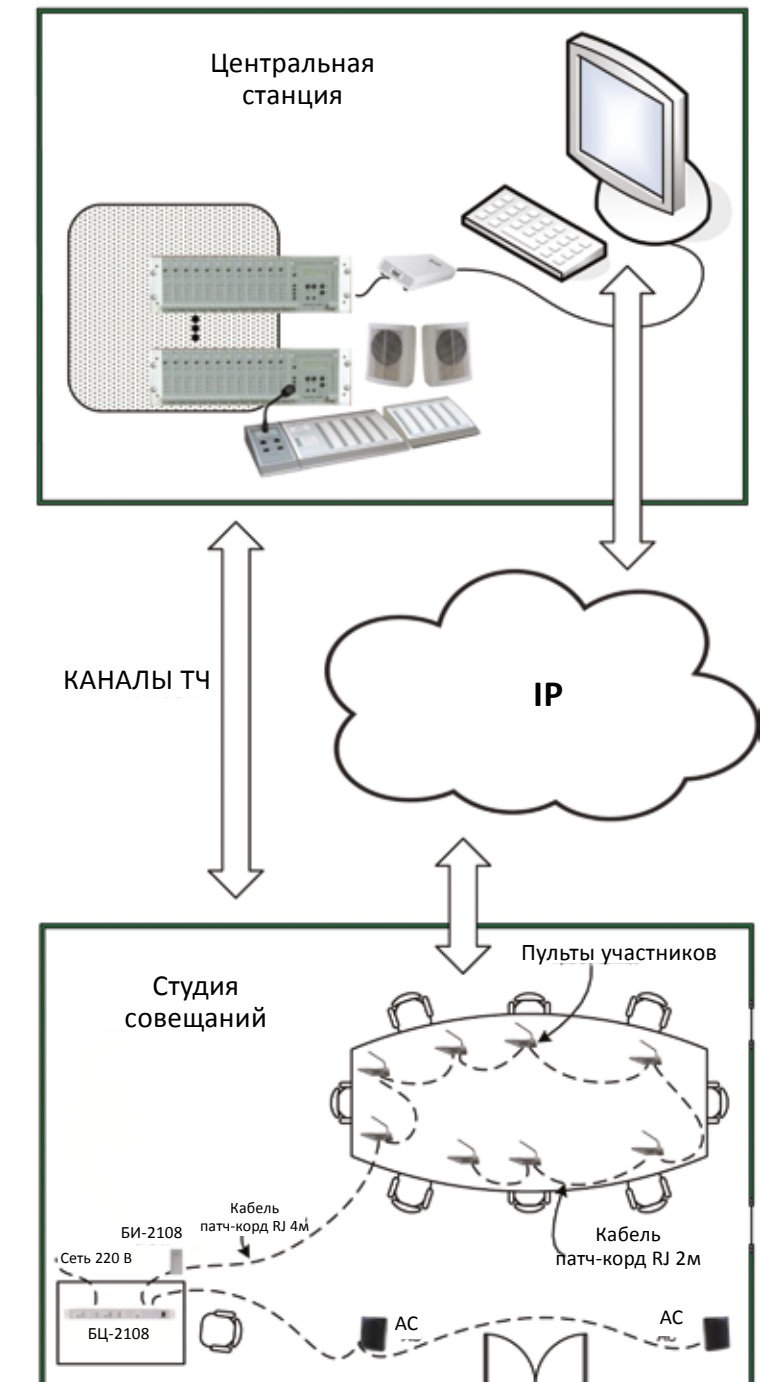 Центральная
станция
КАНАЛЫ ТЧ
IP
Пульты участников
Студия
совещаний
Кабель
патч-корд RJ 4м
БИ-2108
Сеть 220 В
Кабель
патч-корд RJ 2м
БЦ-2108
АС
АС